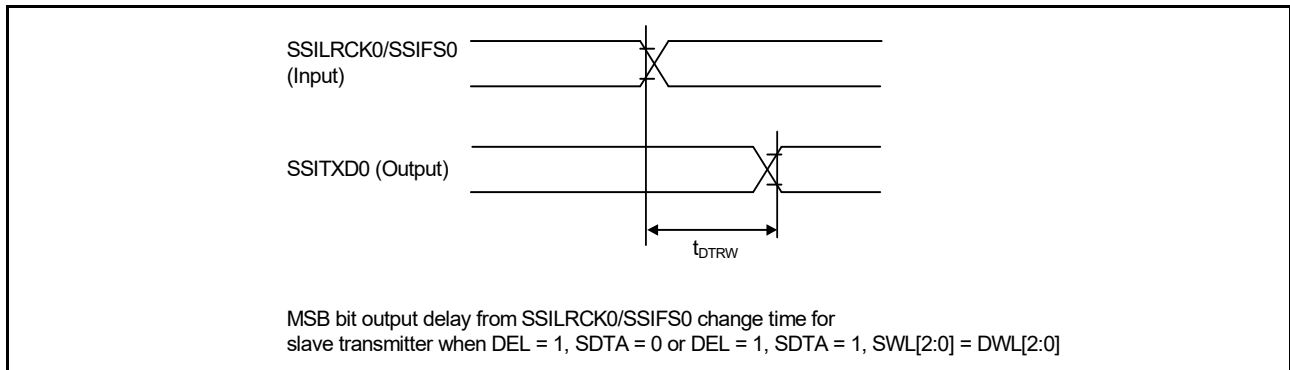 SSILRCK0/SSIFS0
(Input)
SSITXD0 (Output)
tDTRW
MSB bit output delay from SSILRCK0/SSIFS0 change time for
slave transmitter when DEL = 1, SDTA = 0 or DEL = 1, SDTA = 1, SWL[2:0] = DWL[2:0]